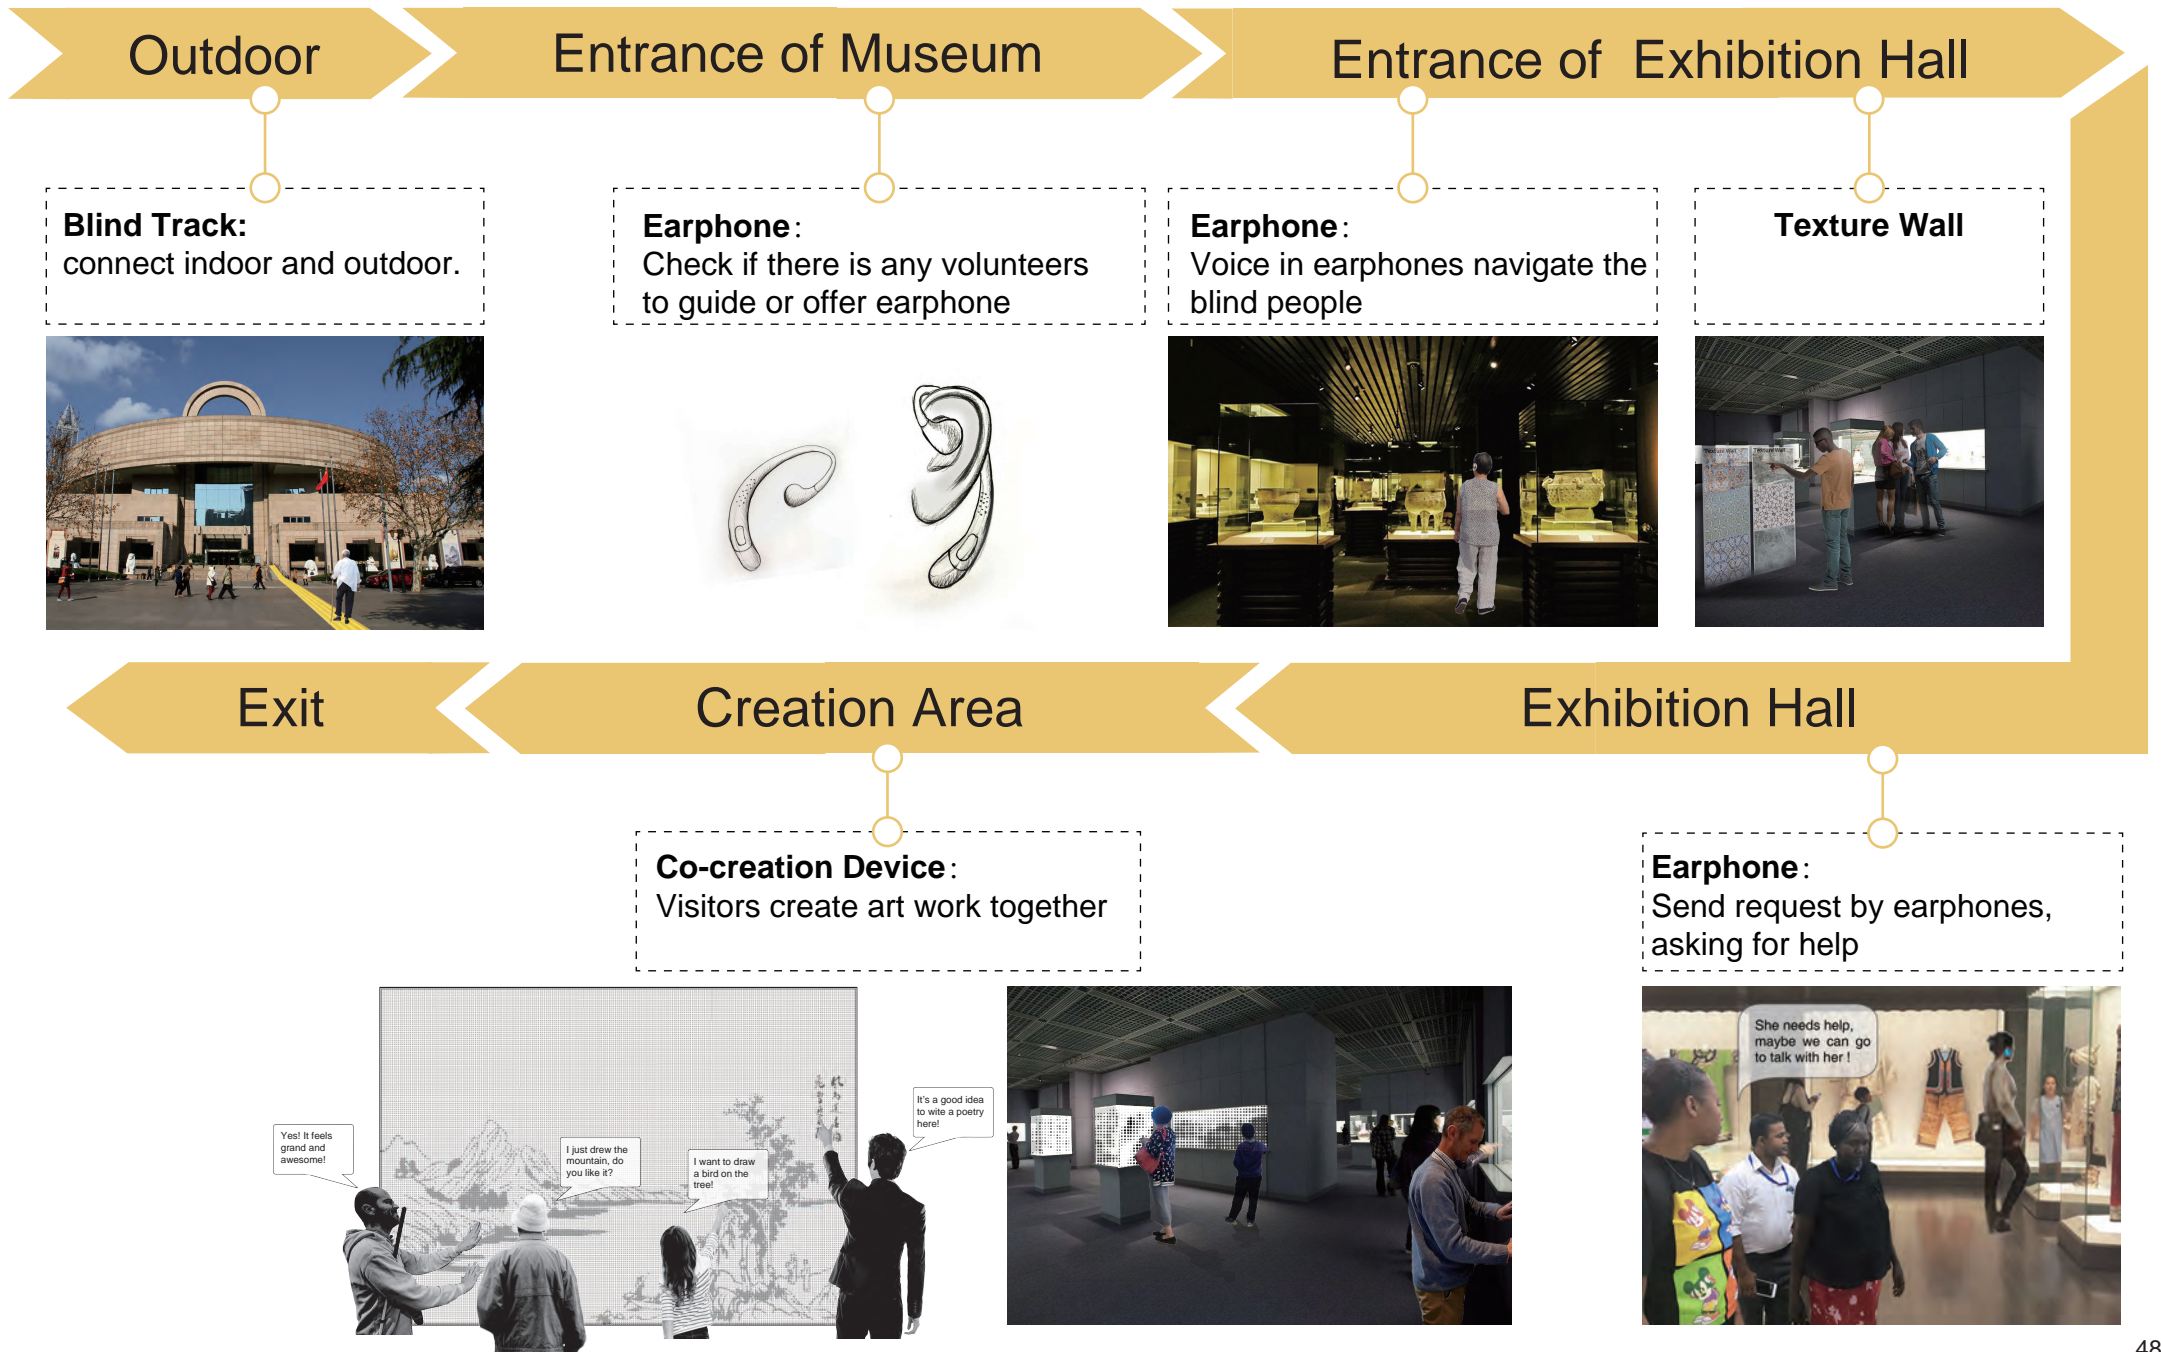 Outdoor
Entrance of Museum
Entrance of Exhibition Hall
Blind Track:
connect indoor and outdoor.
Earphone：
Check if there is any volunteers
to guide or offer earphone
Earphone：
Voice in earphones navigate the
blind people
Texture Wall
Texture Wall
Texture Wall
Exit
Creation Area
Exhibition Hall
Co-creation Device：
Visitors create art work together
Earphone：
Send request by earphones,
asking for help
Yes! It feels
grand and
awesome!
I just drew the
mountain, do
you like it?
I want to draw
a bird on the
tree!
It's a good idea
to wite a poetry
here!
She needs help,
maybe we can go
to talk with her !
48